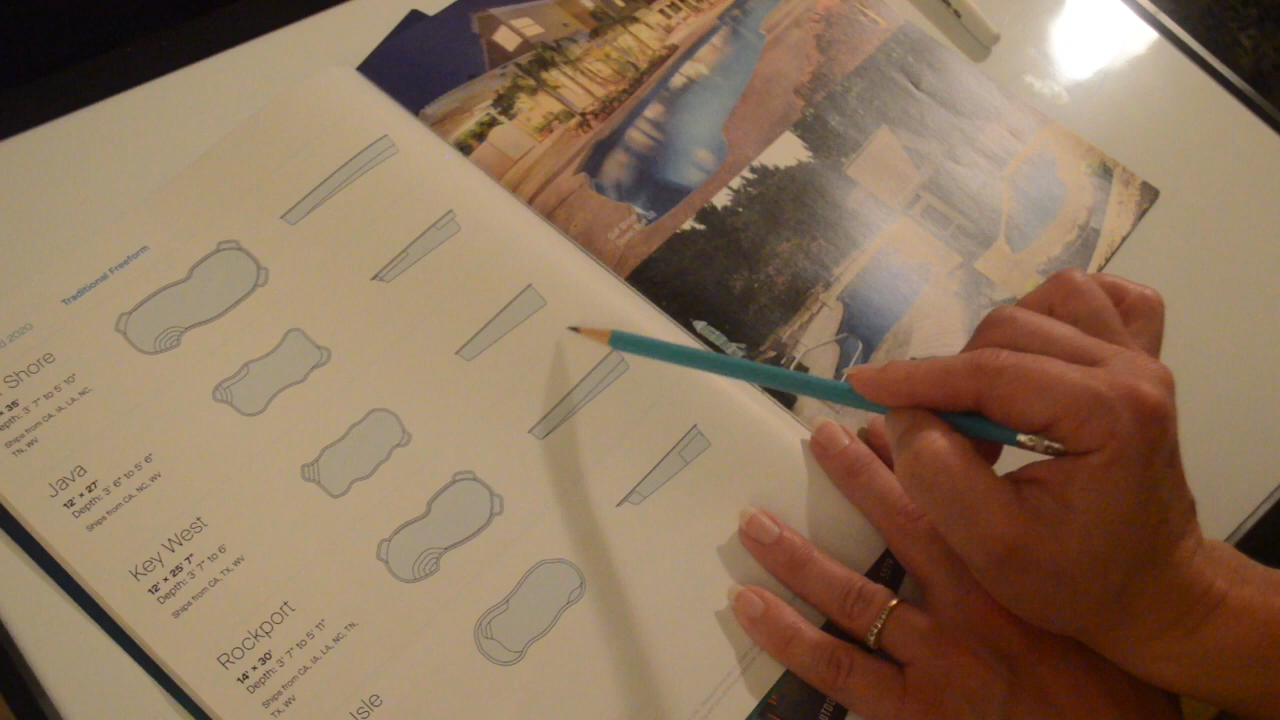 Traditional Freeform
2020
Shore
x 35'
Depth: 3' 7" to 5' 10"
Ships from CA, IA, LA, NC,
TN, WV
Java
12' x 27'
Depth: 3' 6" to 5' 6"
Ships from CA, NC, WV
Key West
12' x 25' 7"
Depth: 3' 7" to 6'
Ships from CA, TX, WV
Rockport
14' x 30'
Depth: 3' 7" to 5' 11"
Ships from CA, IA, LA, NC, TN,
TX, WV
Isle